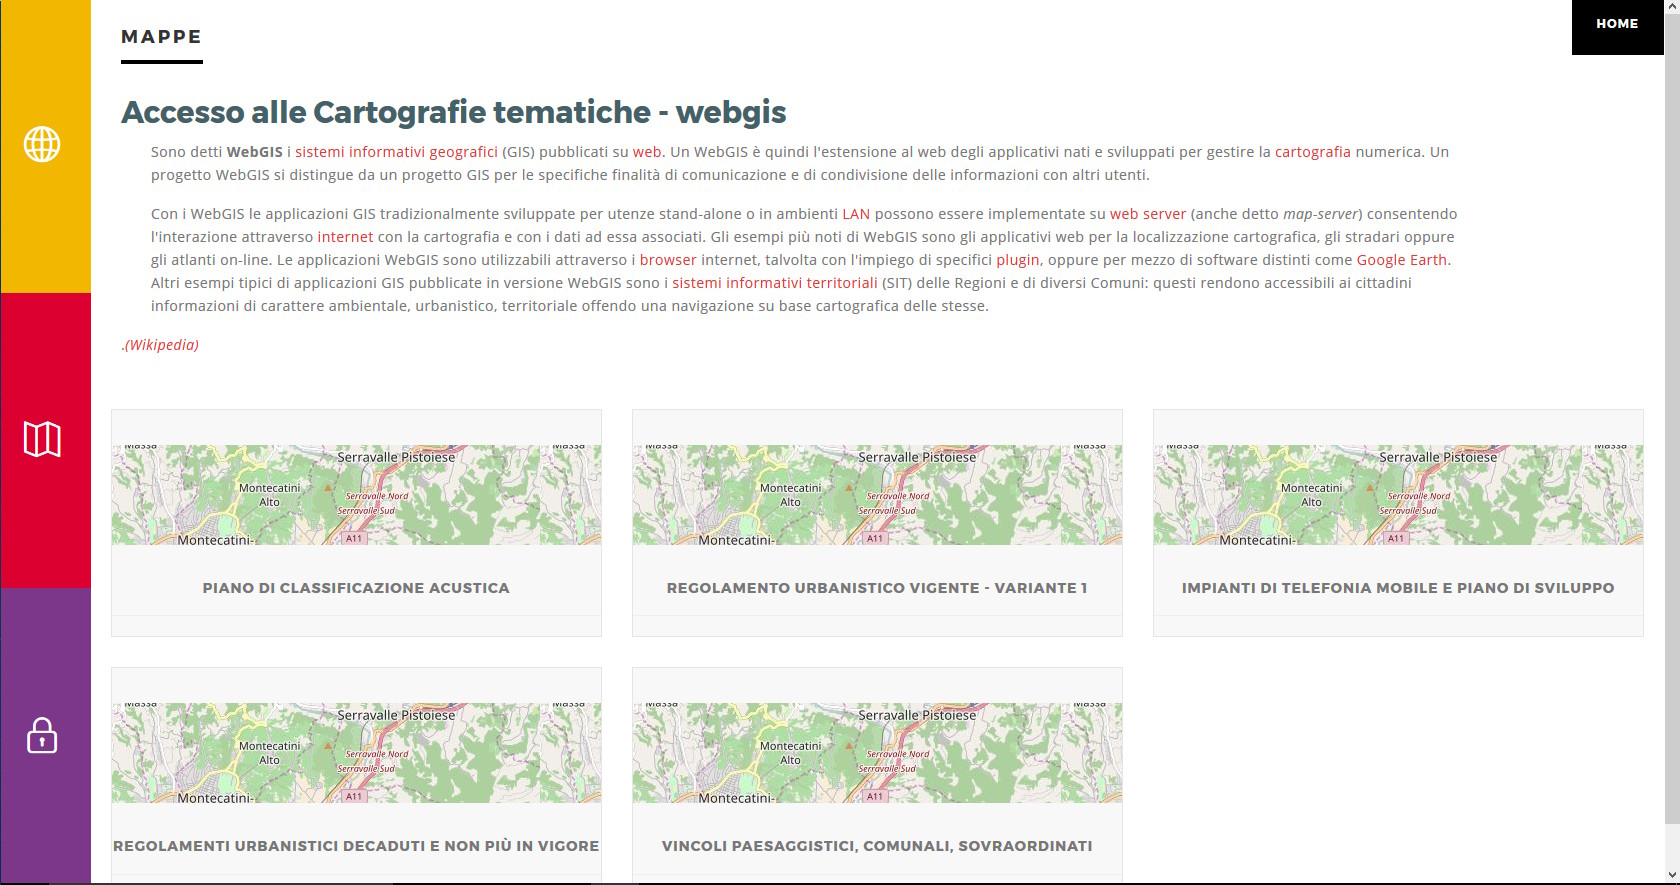 MAPPE
HOME
Accesso alle Cartografie tematiche - webgis
Sono detti WebGIS i sistemi informativi geografici (GIS) pubblicati su web. Un WebGIS è quindi l'estensione al web degli applicativi nati e sviluppati per gestire la cartografia numerica. Un
progetto WebGIS si distingue da un progetto GIS per le specifiche finalità di comunicazione e di condivisione delle informazioni con altri utenti.
Con i WebGIS le applicazioni GIS tradizionalmente sviluppate per utenze stand-alone o in ambienti LAN possono essere implementate su web server (anche detto map-server) consentendo
l'interazione attraverso internet con la cartografia e con i dati ad essa associati. Gli esempi più noti di WebGIS sono gli applicativi web per la localizzazione cartografica, gli stradari oppure
gli atlanti on-line. Le applicazioni WebGIS sono utilizzabili attraverso i browser internet, talvolta con l'impiego di specifici plugin, oppure per mezzo di software distinti come Google Earth.
Altri esempi tipici di applicazioni GIS pubblicate in versione WebGIS sono i sistemi informativi territoriali (SIT) delle Regioni e di diversi Comuni: questi rendono accessibili ai cittadini
informazioni di carattere ambientale, urbanistico, territoriale offendo una navigazione su base cartografica delle stesse.
.(Wikipedia)
Massa
Massa
Serravalle Pistoiese
Montecatini
Alto
Serravalle Nord
Serravalle Sud
A11
Montecatini-
PIANO DI CLASSIFICAZIONE ACUSTICA
Massa
Massa
Serravalle Pistoiese
Montecatini
Alto
Serravalle Nord
Serravalle Sud
A11
Montecatini-
REGOLAMENTO URBANISTICO VIGENTE - VARIANTE 1
Massa
Massa
Serravalle Pistoiese
Montecatini
Alto
Serravalle Nord
Serravalle Sud
A11
Montecatini-
IMPIANTI DI TELEFONIA MOBILE E PIANO DI SVILUPPO
Massa
Massa
Serravalle Pistoiese
Montecatini
Alto
Serravalle Nord
Serravalle Sud
A11
Montecatini-
REGOLAMENTI URBANISTICI DECADUTI E NON PIÙ IN VIGORE
Massa
Massa
Serravalle Pistoiese
Montecatini
Alto
Serravalle Nord
Serravalle Sud
A11
Montecatini-
VINCOLI PAESAGGISTICI, COMUNALI, SOVRAORDINATI